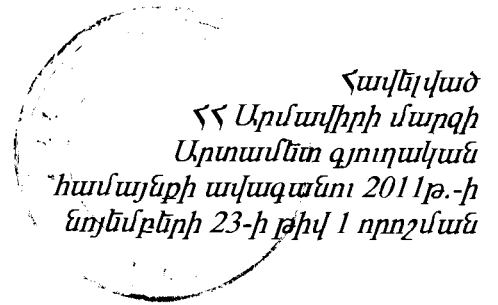 Հավելված
ՀՀ Արմավիրի մարզի
Արտամետ գյուղական
համայնքի ավագանու 2011թ.-ի
նոյեմբերի 23-ի թիվ 1 որոշման